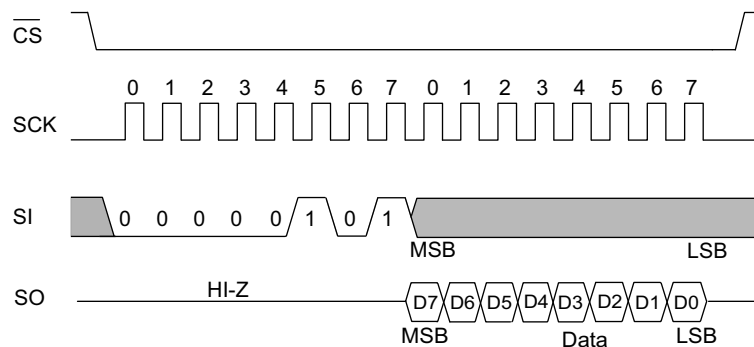 CS
0 1 2 3 4 5 6 7 0 1 2 3 4 5 6 7
SCK
SI 0 0 0 0 0 1 0 1
MSB LSB
HI-Z
SO D7 D6 D5 D4 D3 D2 D1 D0
MSB Data LSB